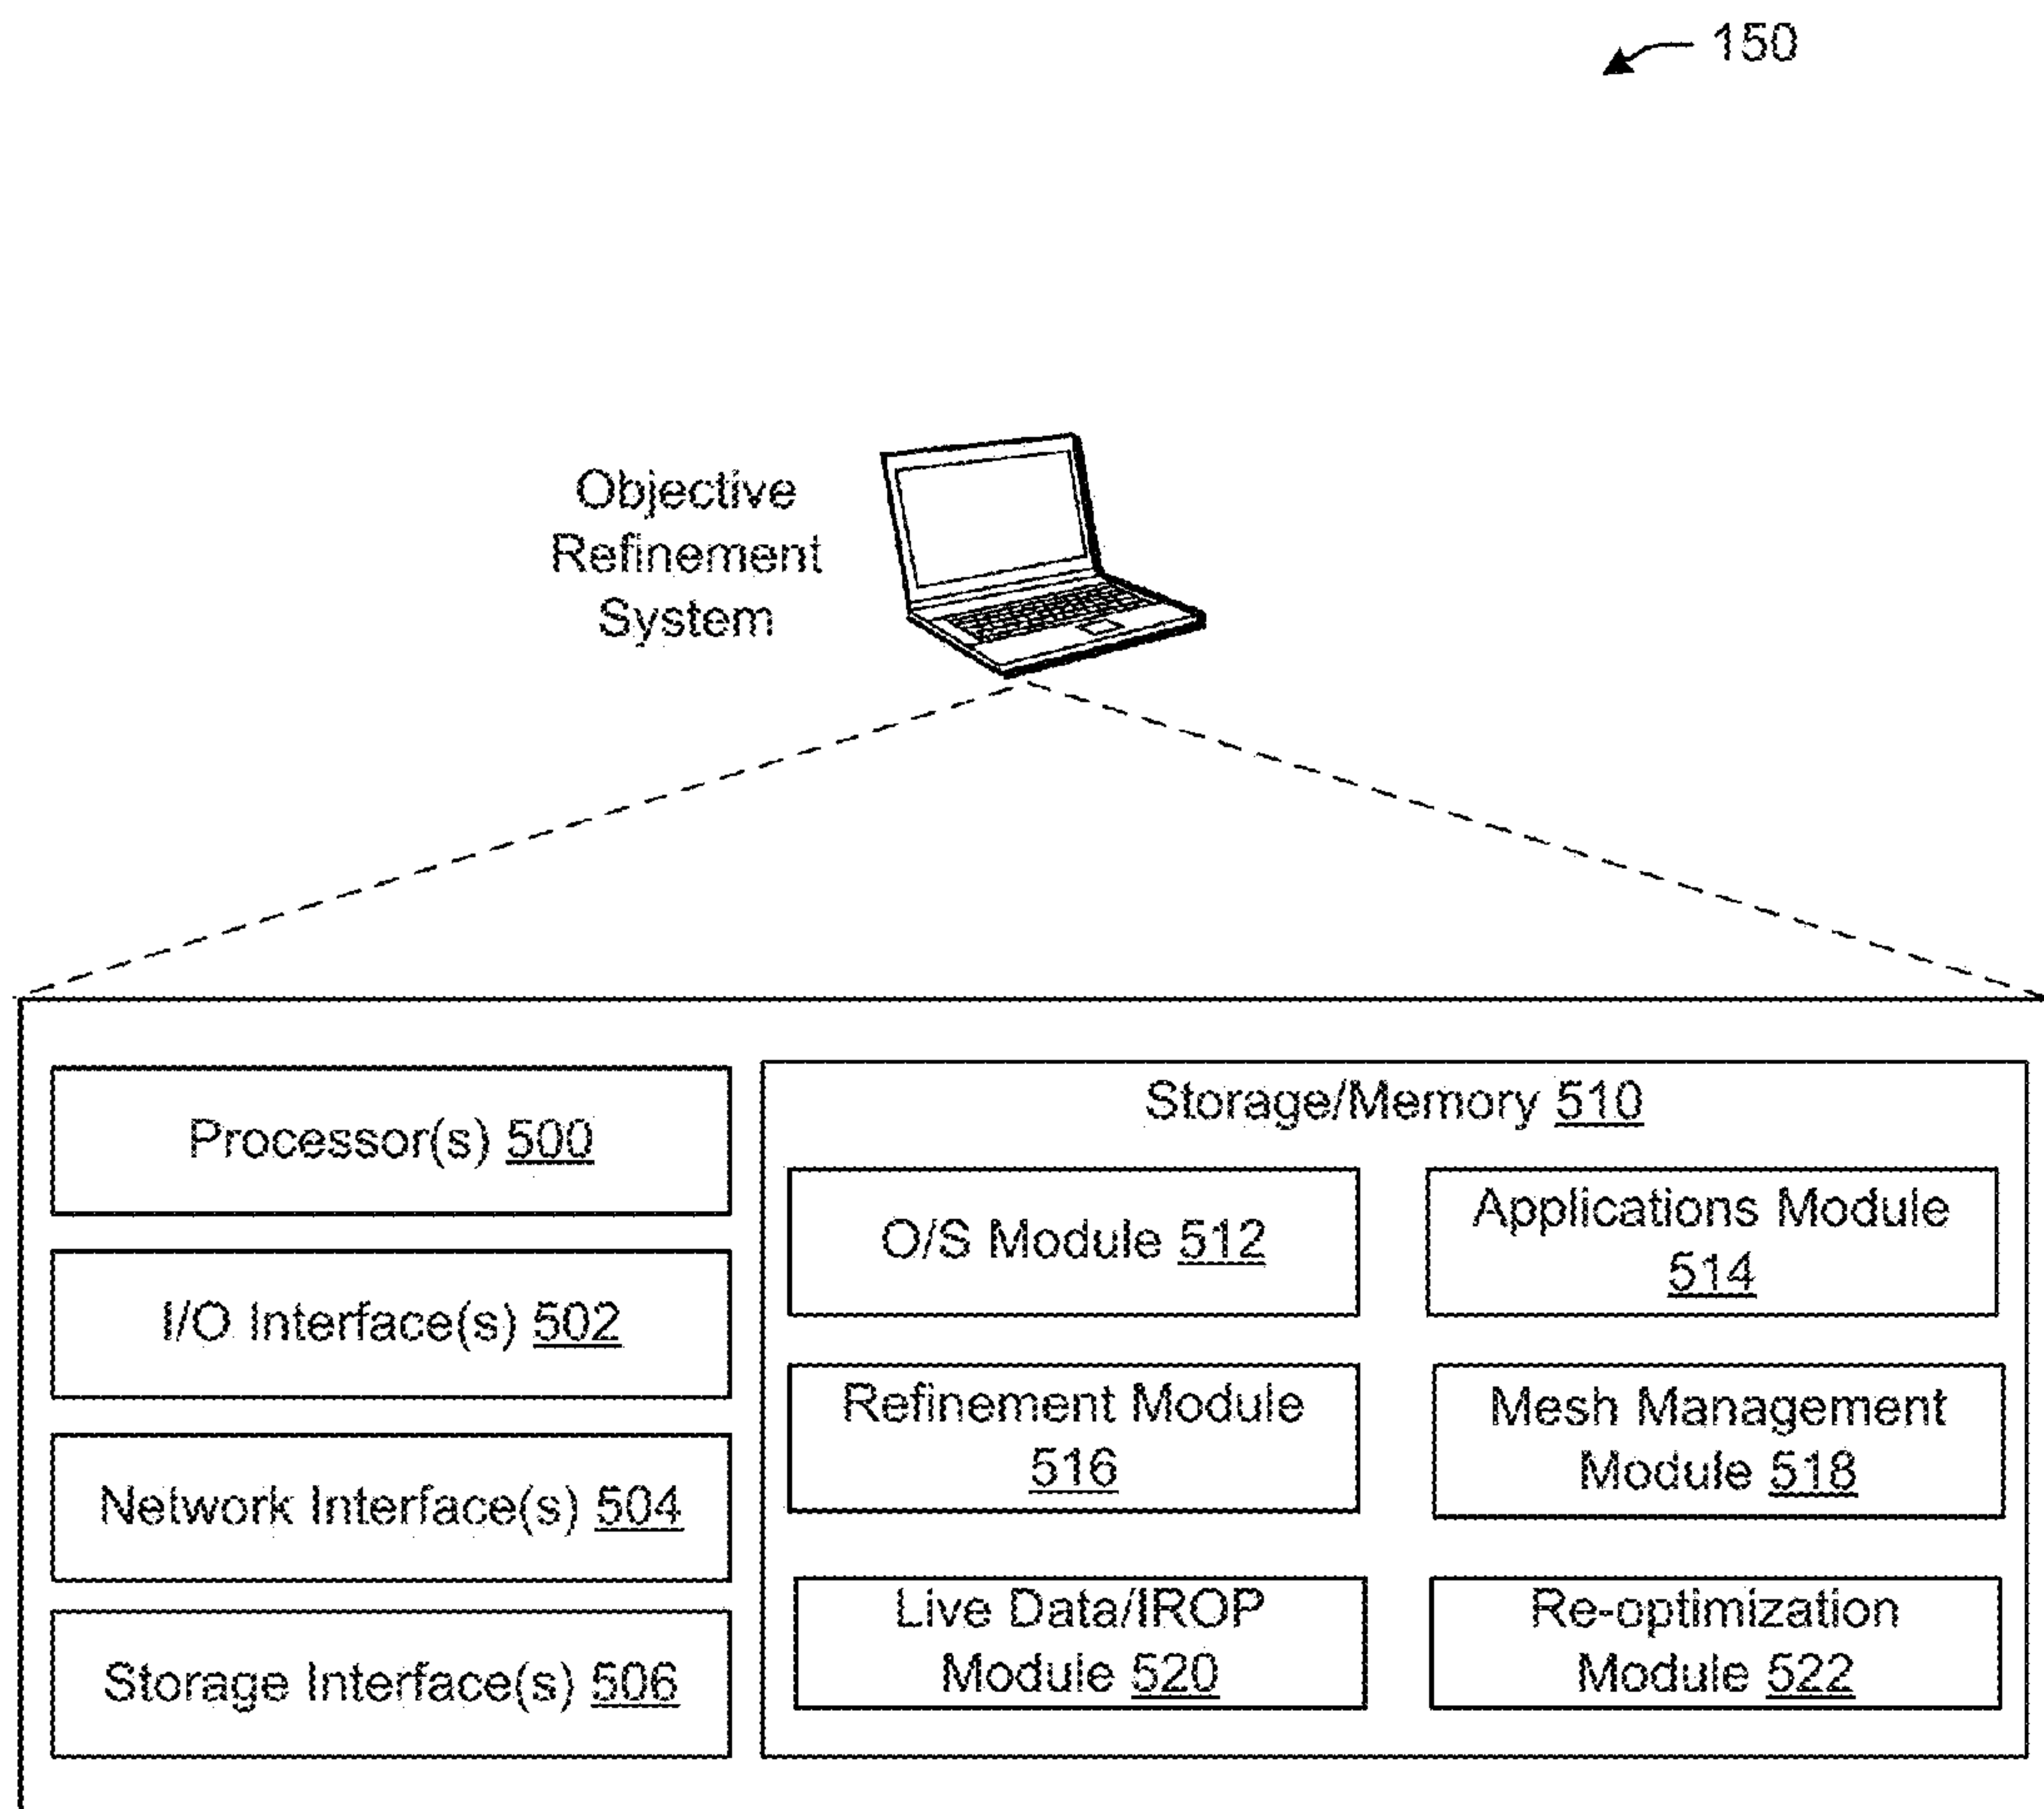 150
Objective
Refinement
System
Processor(s) 500
I/O Interface(s) 502
Network Interface(s) 504
Storage Interface(s) 506
Storage/Memory 510
O/S Module 512
Applications Module
514
Refinement Module
516
Mesh Management
Module 518
Live Data/IROP
Module 520
Re-optimization
Module 522